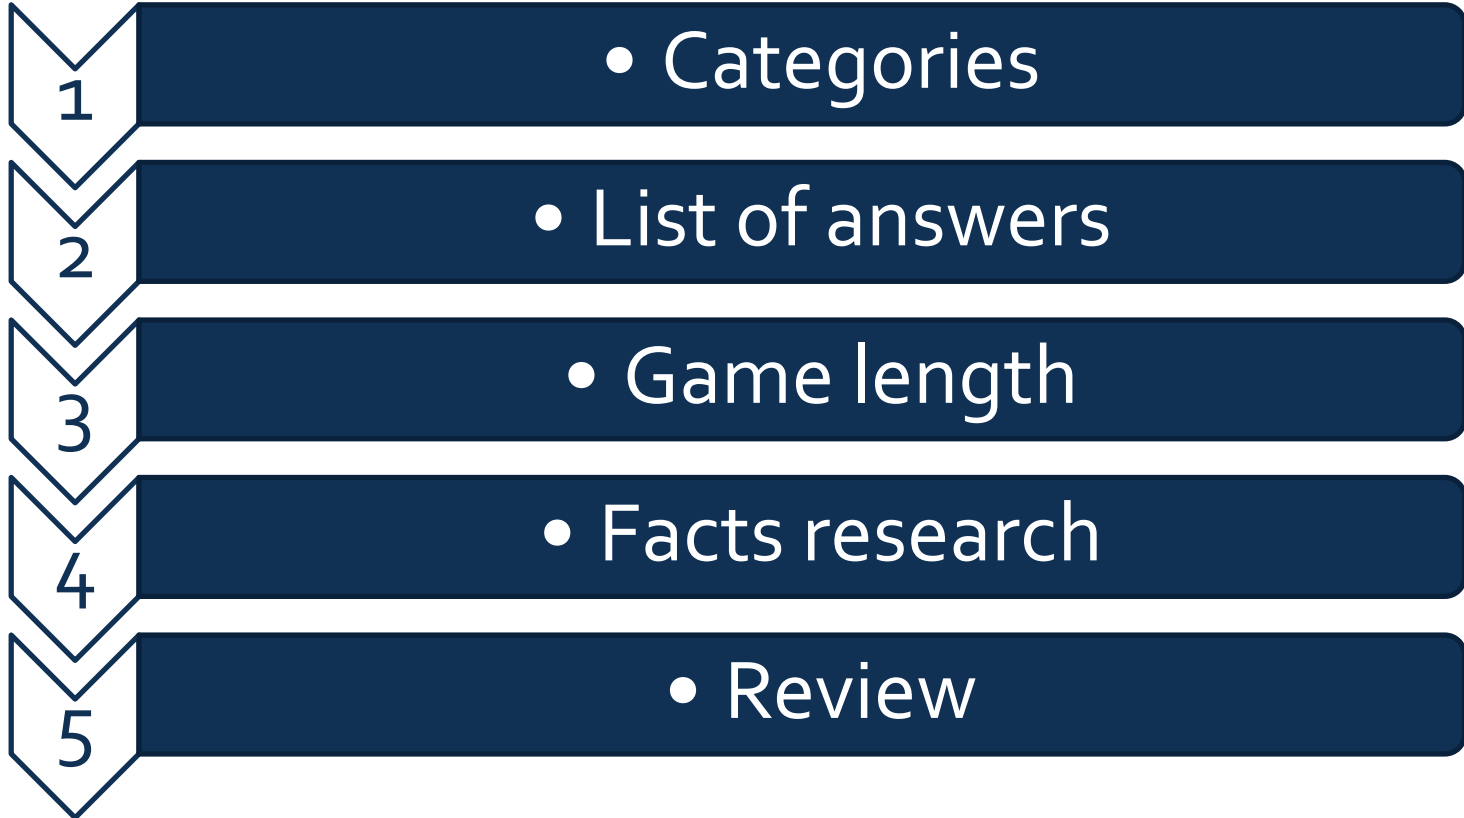 1
• Categories
2
• List of answers
3
• Game length
4
• Facts research
5
• Review